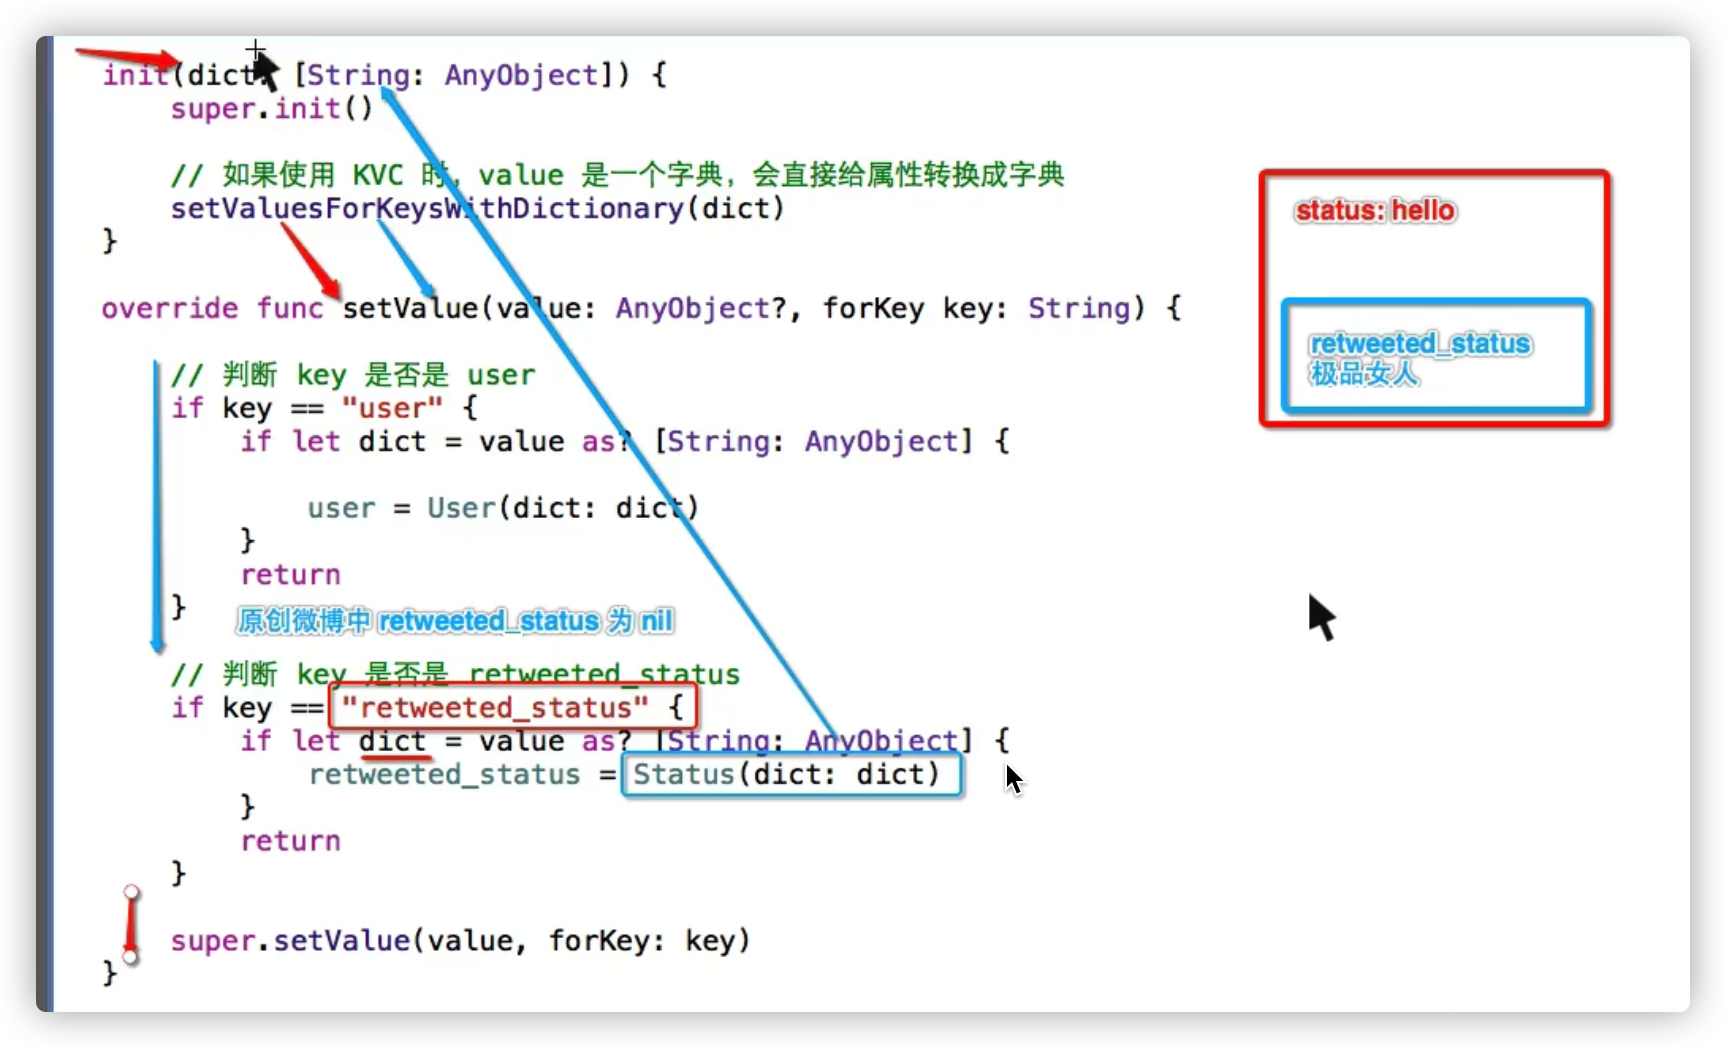 init(dict: [String: AnyObject]) {
super.init()
// 如果使用 KVC 时，value 是一个字典，会直接给属性转换成字典
setValuesForKeysWithDictionary(dict)
}
status: hello
override func setValue(value: AnyObject?, forKey key: String) {
retweeted_status
极品女人
// 判断 key 是否是 user
if key == "user" {
if let dict = value as? [String: AnyObject] {
user = User(dict: dict)
}
return
}
原创微博中 retweeted_status 为 nil
// 判断 key 是否是 retweeted_status
if key == "retweeted_status" {
if let dict = value as? [String: AnyObject] {
retweeted_status = Status(dict: dict)
}
return
}
super.setValue(value, forKey: key)
}